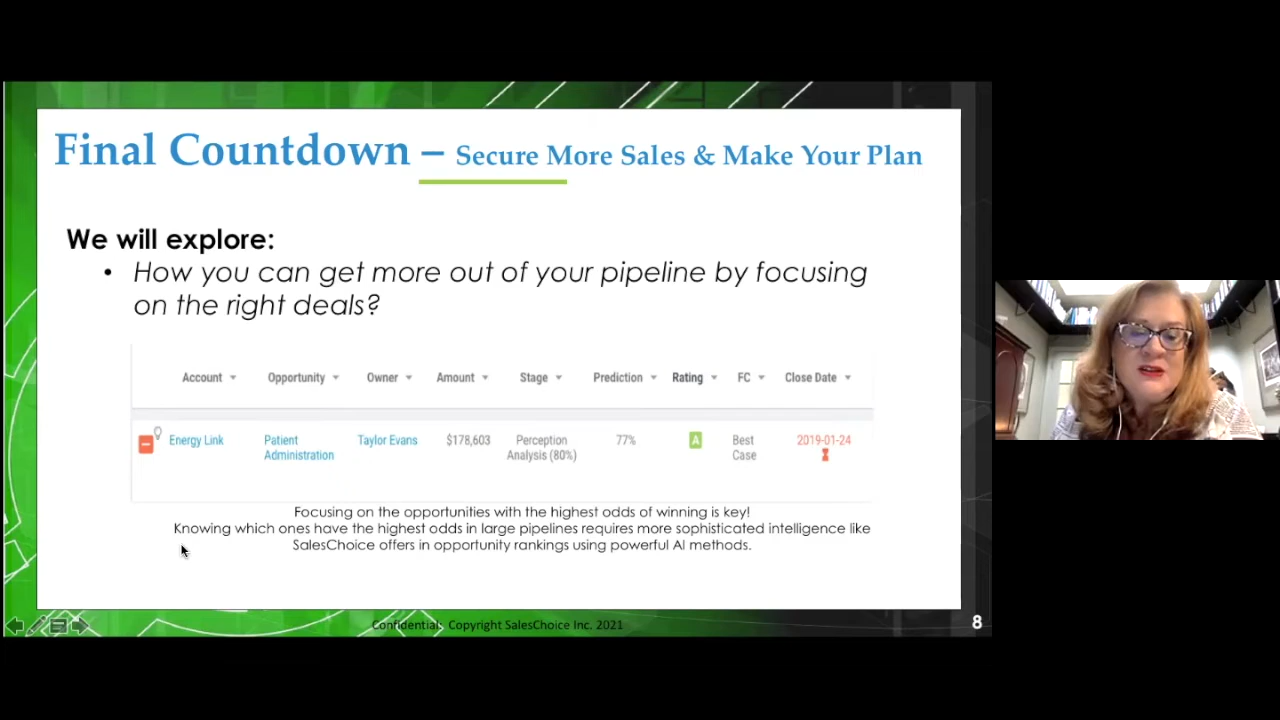 Final Countdown – Secure More Sales & Make Your Plan
We will explore:
• How you can get more out of your pipeline by focusing
on the right deals?
Account Opportunity Owner Amount Stage Prediction Rating FC Close Date
Energy Link Patient Taylor Evans $178,603 Perception 77% A Best 2019-01-24
Administration Analysis (80%) Case
Focusing on the opportunities with the highest odds of winning is key!
Knowing which ones have the highest odds in large pipelines requires more sophisticated intelligence like
SalesChoice offers in opportunity rankings using powerful AI methods.
Confidential: Copyright SalesChoice Inc. 2021
8